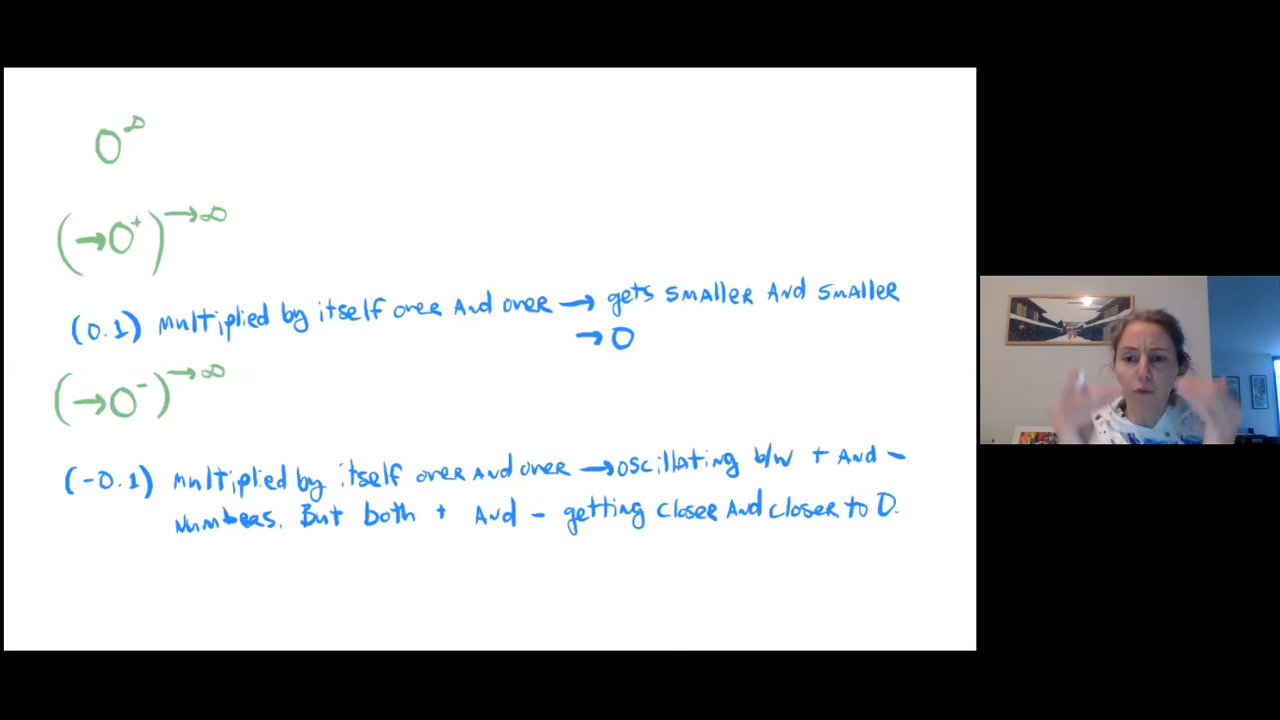 0^∞
(→0⁺)^→∞
(0.1) Multiplied by itself over And over → gets smaller And smaller
→ 0
(→0⁻)^→∞
(-0.1) Multiplied by itself over And over → oscillating b/w + And -
Numbers. But both + And - getting closer And closer to 0.